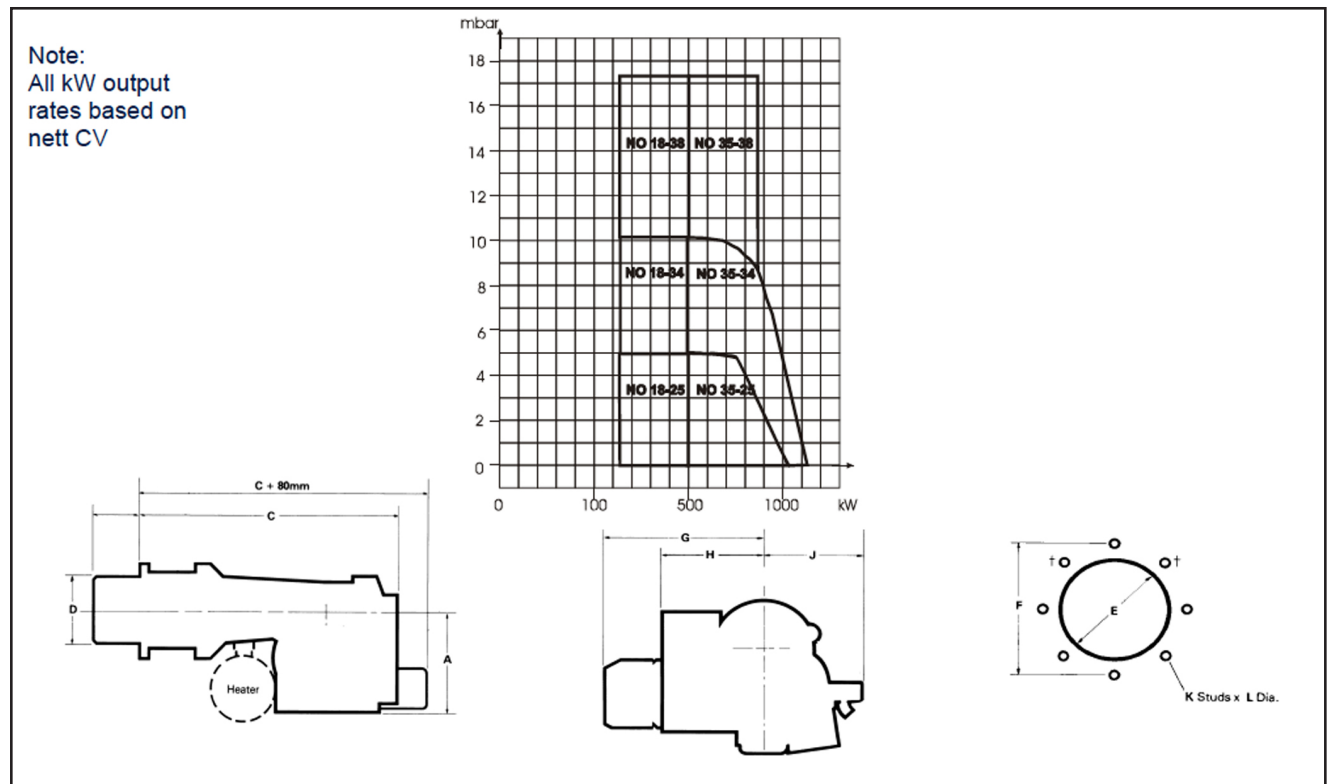 Note:
All kW output
rates based on
nett CV
mbar
18
16
14
12
10
8
6
4
2
0
NO 18-38 NO 35-38
NO 18-34 NO 35-34
NO 18-25 NO 35-25
0 100 500 1000 kW
C + 80mm
C
D
A
Heater
G
H
J
† †
F
E
K Studs x L Dia.